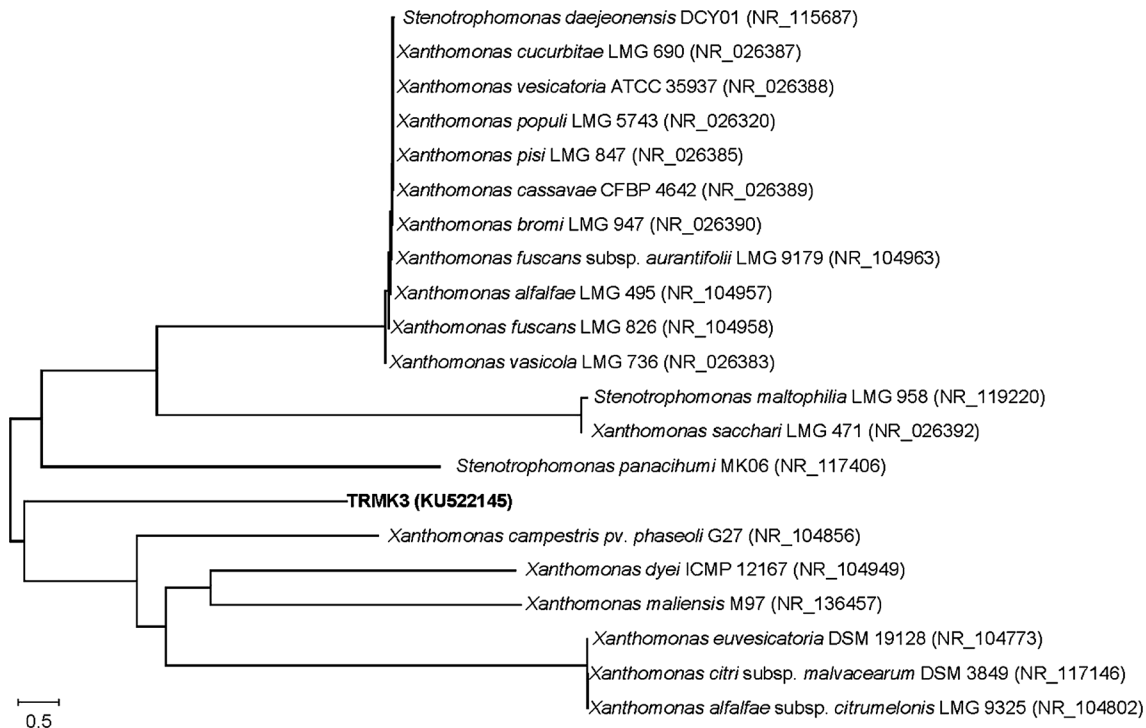 Stenotrophomonas daejeonensis DCY01 (NR_115687)
Xanthomonas cucurbitae LMG 690 (NR_026387)
Xanthomonas vesicatoria ATCC 35937 (NR_026388)
Xanthomonas populi LMG 5743 (NR_026320)
Xanthomonas pisi LMG 847 (NR_026385)
Xanthomonas cassavae CFBP 4642 (NR_026389)
Xanthomonas bromi LMG 947 (NR_026390)
Xanthomonas fuscans subsp. aurantifolii LMG 9179 (NR_104963)
Xanthomonas alfalfae LMG 495 (NR_104957)
Xanthomonas fuscans LMG 826 (NR_104958)
Xanthomonas vasicola LMG 736 (NR_026383)
Stenotrophomonas maltophilia LMG 958 (NR_119220)
Xanthomonas sacchari LMG 471 (NR_026392)
Stenotrophomonas panacihumi MK06 (NR_117406)
TRMK3 (KU522145)
Xanthomonas campestris pv. phaseoli G27 (NR_104856)
Xanthomonas dyei ICMP 12167 (NR_104949)
Xanthomonas maliensis M97 (NR_136457)
Xanthomonas euvesicatoria DSM 19128 (NR_104773)
Xanthomonas citri subsp. malvacearum DSM 3849 (NR_117146)
Xanthomonas alfalfae subsp. citrumelonis LMG 9325 (NR_104802)
0.5